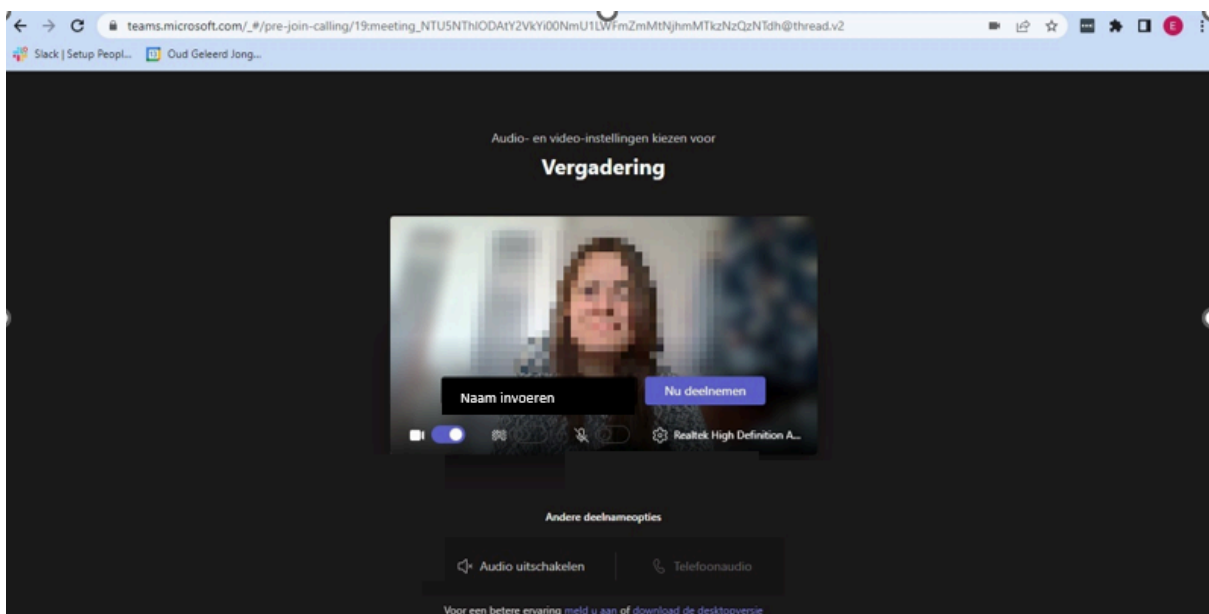 teams.microsoft.com/_#/pre-join-calling/19:meeting_NTU5NThlODAtY2VkYi00NmU1LWFmZmMtNjhmMTkzNzQzNTdh@thread.v2
E
Slack | Setup Peopl...
Oud Geleerd Jong...
Audio- en video-instellingen kiezen voor
Vergadering
Naam invoeren
Nu deelnemen
Realtek High Definition A...
Andere deelnameopties
Audio uitschakelen
Telefoonaudio
Voor een betere ervaring meld u aan of download de desktopversie